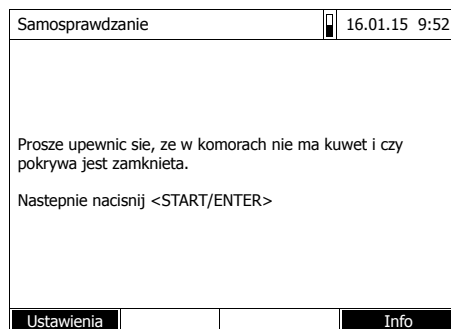 Samosprawdzanie 16.01.15 9:52
Prosze upewnic sie, ze w komorach nie ma kuwet i czy
pokrywa jest zamknieta.
Nastepnie nacisnij <START/ENTER>
Ustawienia Info